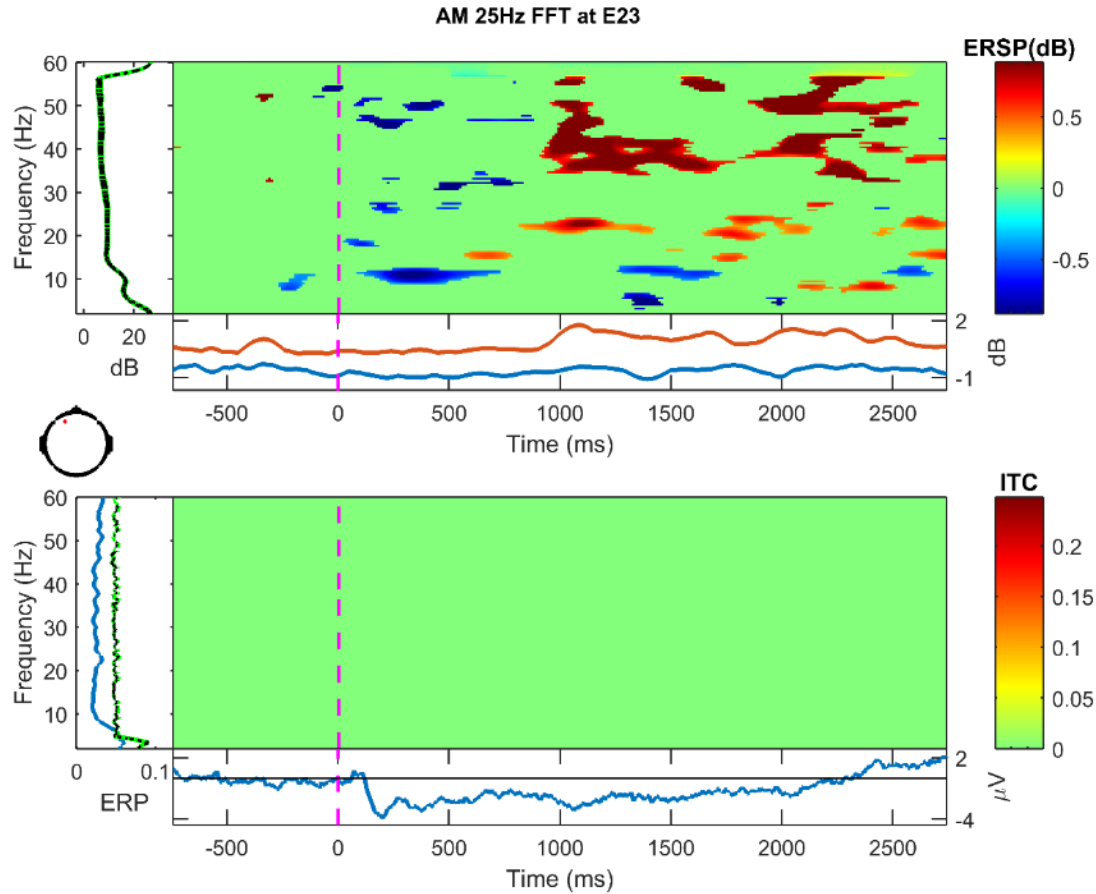 AM 25Hz FFT at E23
ERSP(dB)
Frequency (Hz)
60
50
40
30
20
10
0.5
0
-0.5
0 20
dB
2
-1
dB
-500 0 500 1000 1500 2000 2500
Time (ms)
ITC
Frequency (Hz)
60
50
40
30
20
10
0.2
0.15
0.1
0.05
0
0 0.1
ERP
2
-4
μV
-500 0 500 1000 1500 2000 2500
Time (ms)